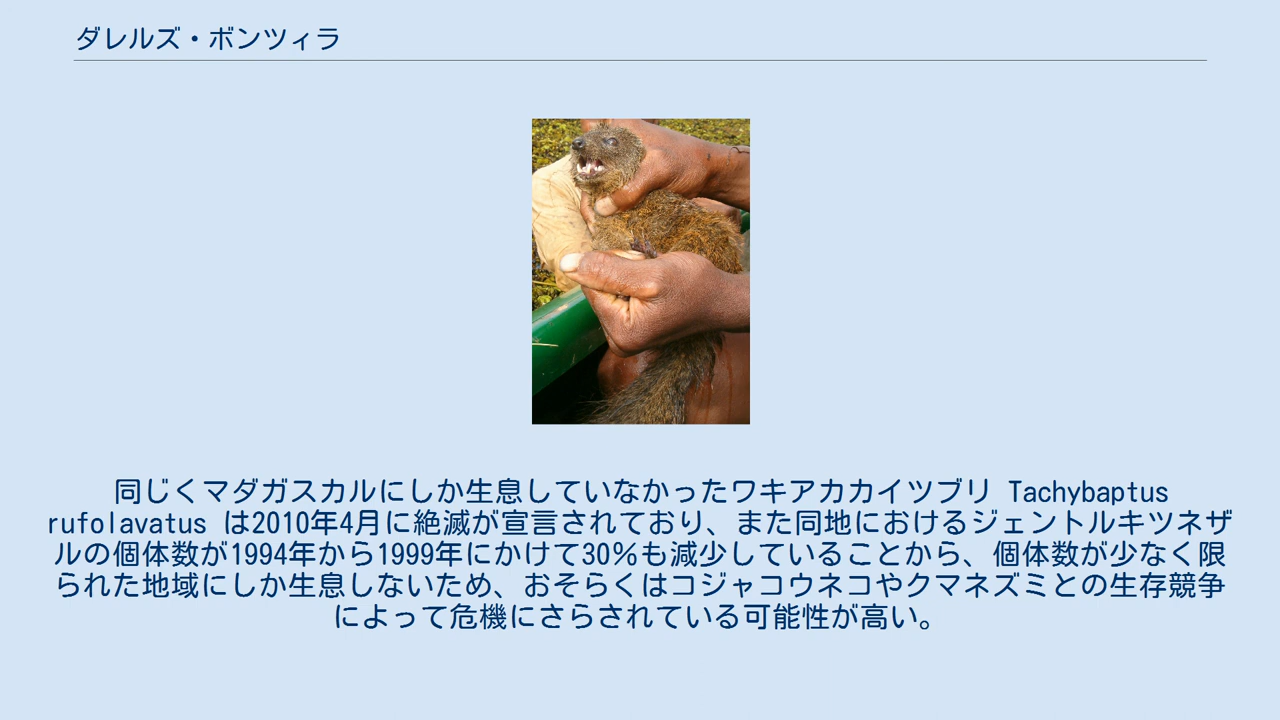 ダレルズ・ボンツィラ
同じくマダガスカルにしか生息していなかったワキアカカイツブリ Tachybaptus
rufolavatus は2010年4月に絶滅が宣言されており、また同地におけるジェントルキツネザ
ルの個体数が1994年から1999年にかけて30％も減少していることから、個体数が少なく限
られた地域にしか生息しないため、おそらくはコジャコウネコやクマネズミとの生存競争
によって危機にさらされている可能性が高い。